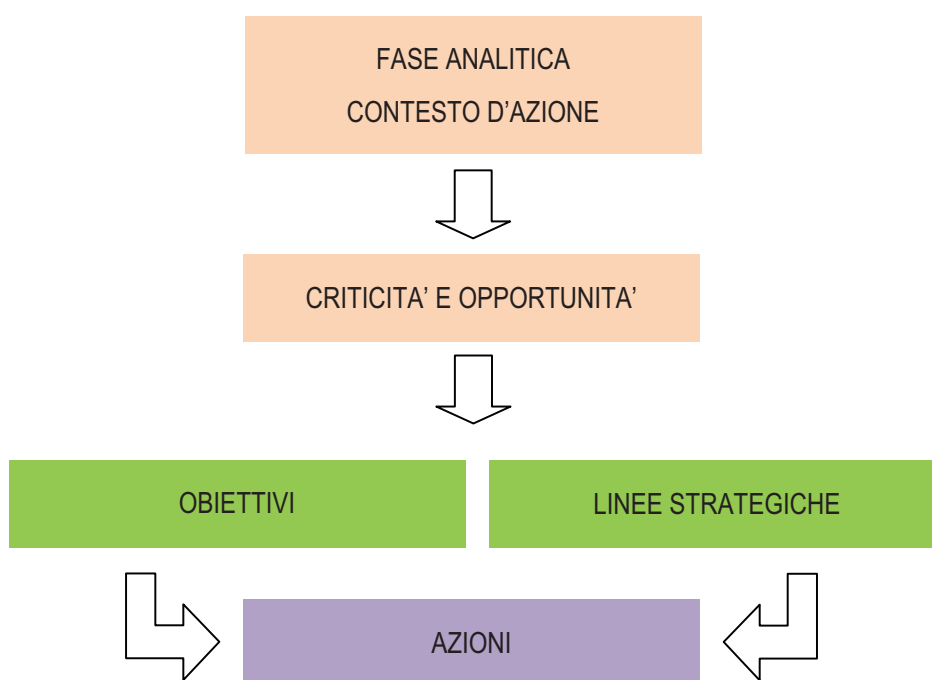 FASE ANALITICA
CONTESTO D’AZIONE
CRITICITA’ E OPPORTUNITA’
OBIETTIVI
LINEE STRATEGICHE
AZIONI